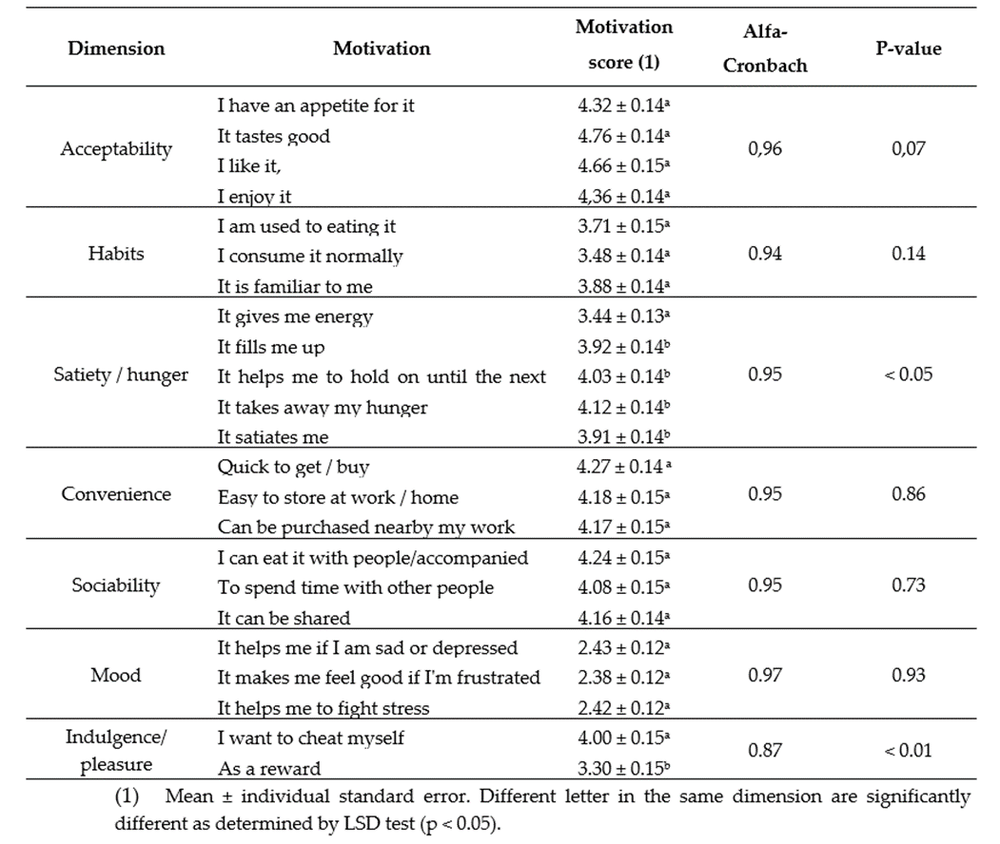 Dimension Motivation Motivation score (1) Alfa-Cronbach P-value
Acceptability 0,96 0,07
I have an appetite for it 4.32 ± 0.14ᵃ
It tastes good 4.76 ± 0.14ᵃ
I like it, 4.66 ± 0.15ᵃ
I enjoy it 4,36 ± 0.14ᵃ
Habits 0.94 0.14
I am used to eating it 3.71 ± 0.15ᵃ
I consume it normally 3.48 ± 0.14ᵃ
It is familiar to me 3.88 ± 0.14ᵃ
Satiety / hunger 0.95 < 0.05
It gives me energy 3.44 ± 0.13ᵃ
It fills me up 3.92 ± 0.14ᵇ
It helps me to hold on until the next 4.03 ± 0.14ᵇ
It takes away my hunger 4.12 ± 0.14ᵇ
It satiates me 3.91 ± 0.14ᵇ
Convenience 0.95 0.86
Quick to get / buy 4.27 ± 0.14 ᵃ
Easy to store at work / home 4.18 ± 0.15ᵃ
Can be purchased nearby my work 4.17 ± 0.15ᵃ
Sociability 0.95 0.73
I can eat it with people/accompanied 4.24 ± 0.15ᵃ
To spend time with other people 4.08 ± 0.15ᵃ
It can be shared 4.16 ± 0.14ᵃ
Mood 0.97 0.93
It helps me if I am sad or depressed 2.43 ± 0.12ᵃ
It makes me feel good if I'm frustrated 2.38 ± 0.12ᵃ
It helps me to fight stress 2.42 ± 0.12ᵃ
Indulgence/ pleasure 0.87 < 0.01
I want to cheat myself 4.00 ± 0.15ᵃ
As a reward 3.30 ± 0.15ᵇ
(1) Mean ± individual standard error. Different letter in the same dimension are significantly
different as determined by LSD test (p < 0.05).